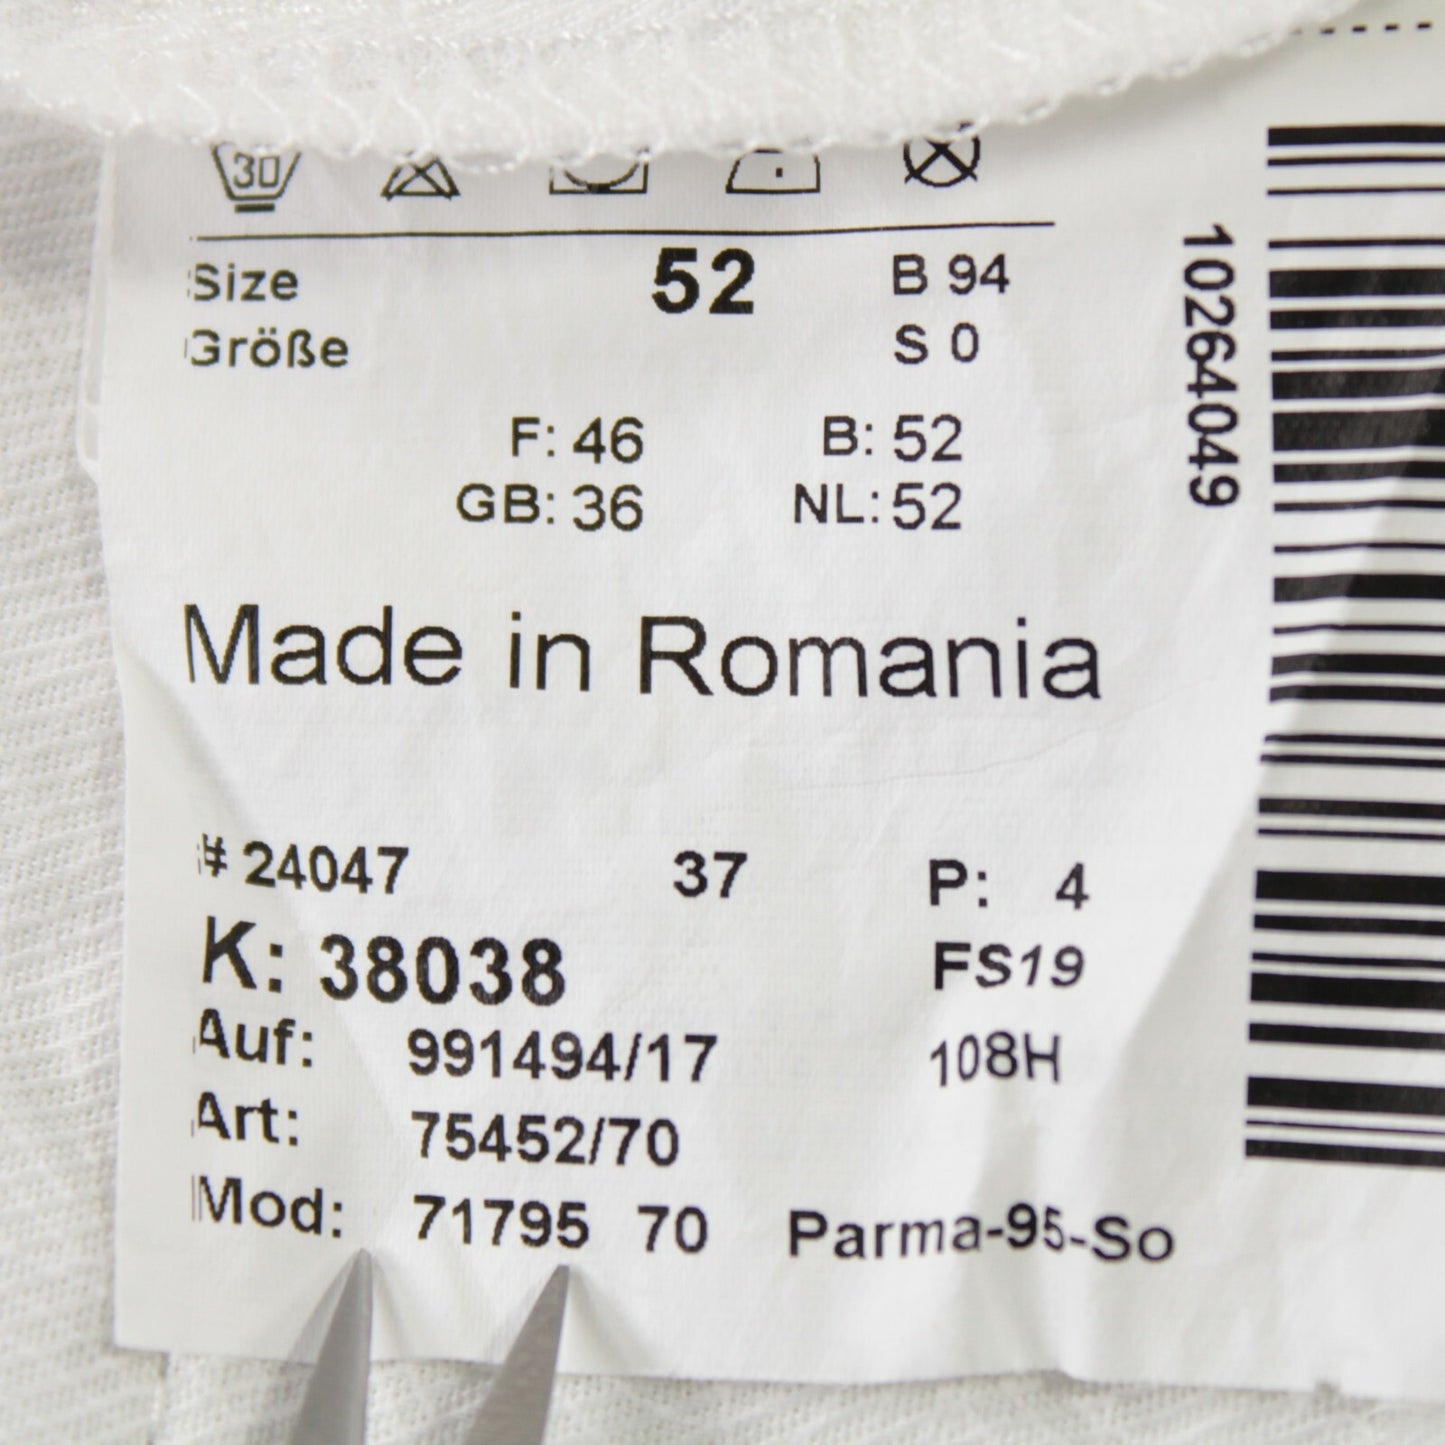 30
Size 52 B 94
Größe S 0
F: 46 B: 52
GB: 36 NL: 52
Made in Romania
# 24047 37 P: 4
K: 38038 FS19
Auf: 991494/17 108H
Art: 75452/70
Mod: 71795 70 Parma-95-So
10264049